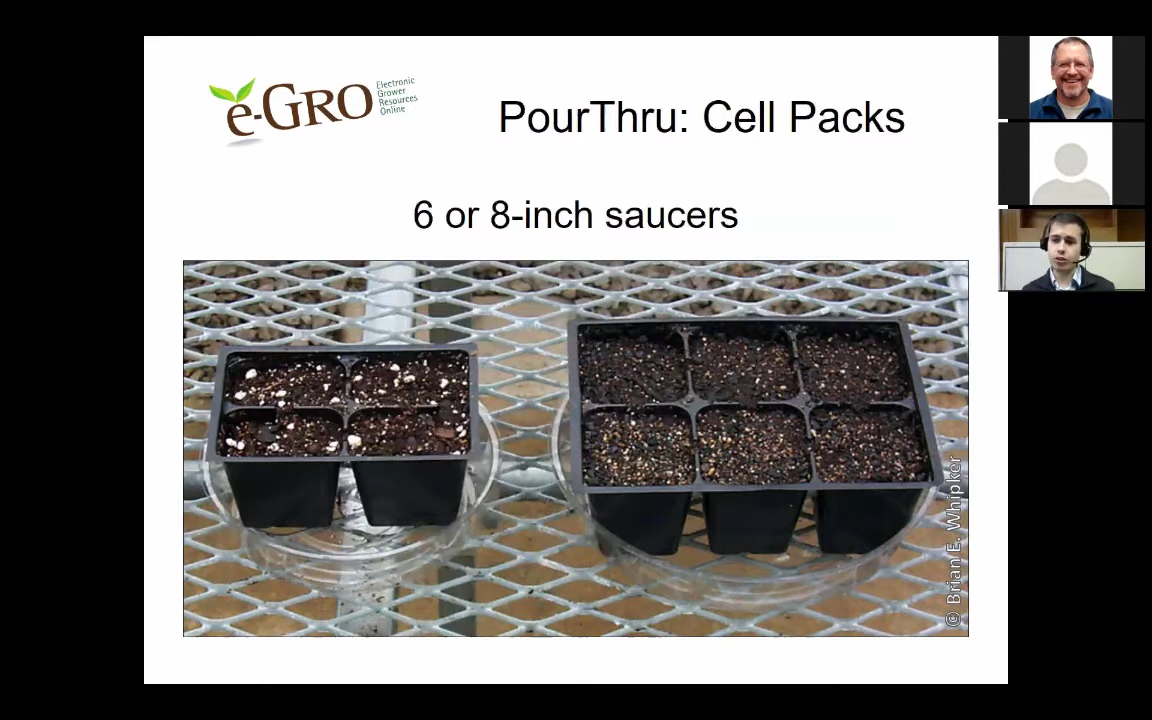 e-GRO
Electronic
Grower
Resources
Online
PourThru: Cell Packs
6 or 8-inch saucers
© Brian E. Whipker